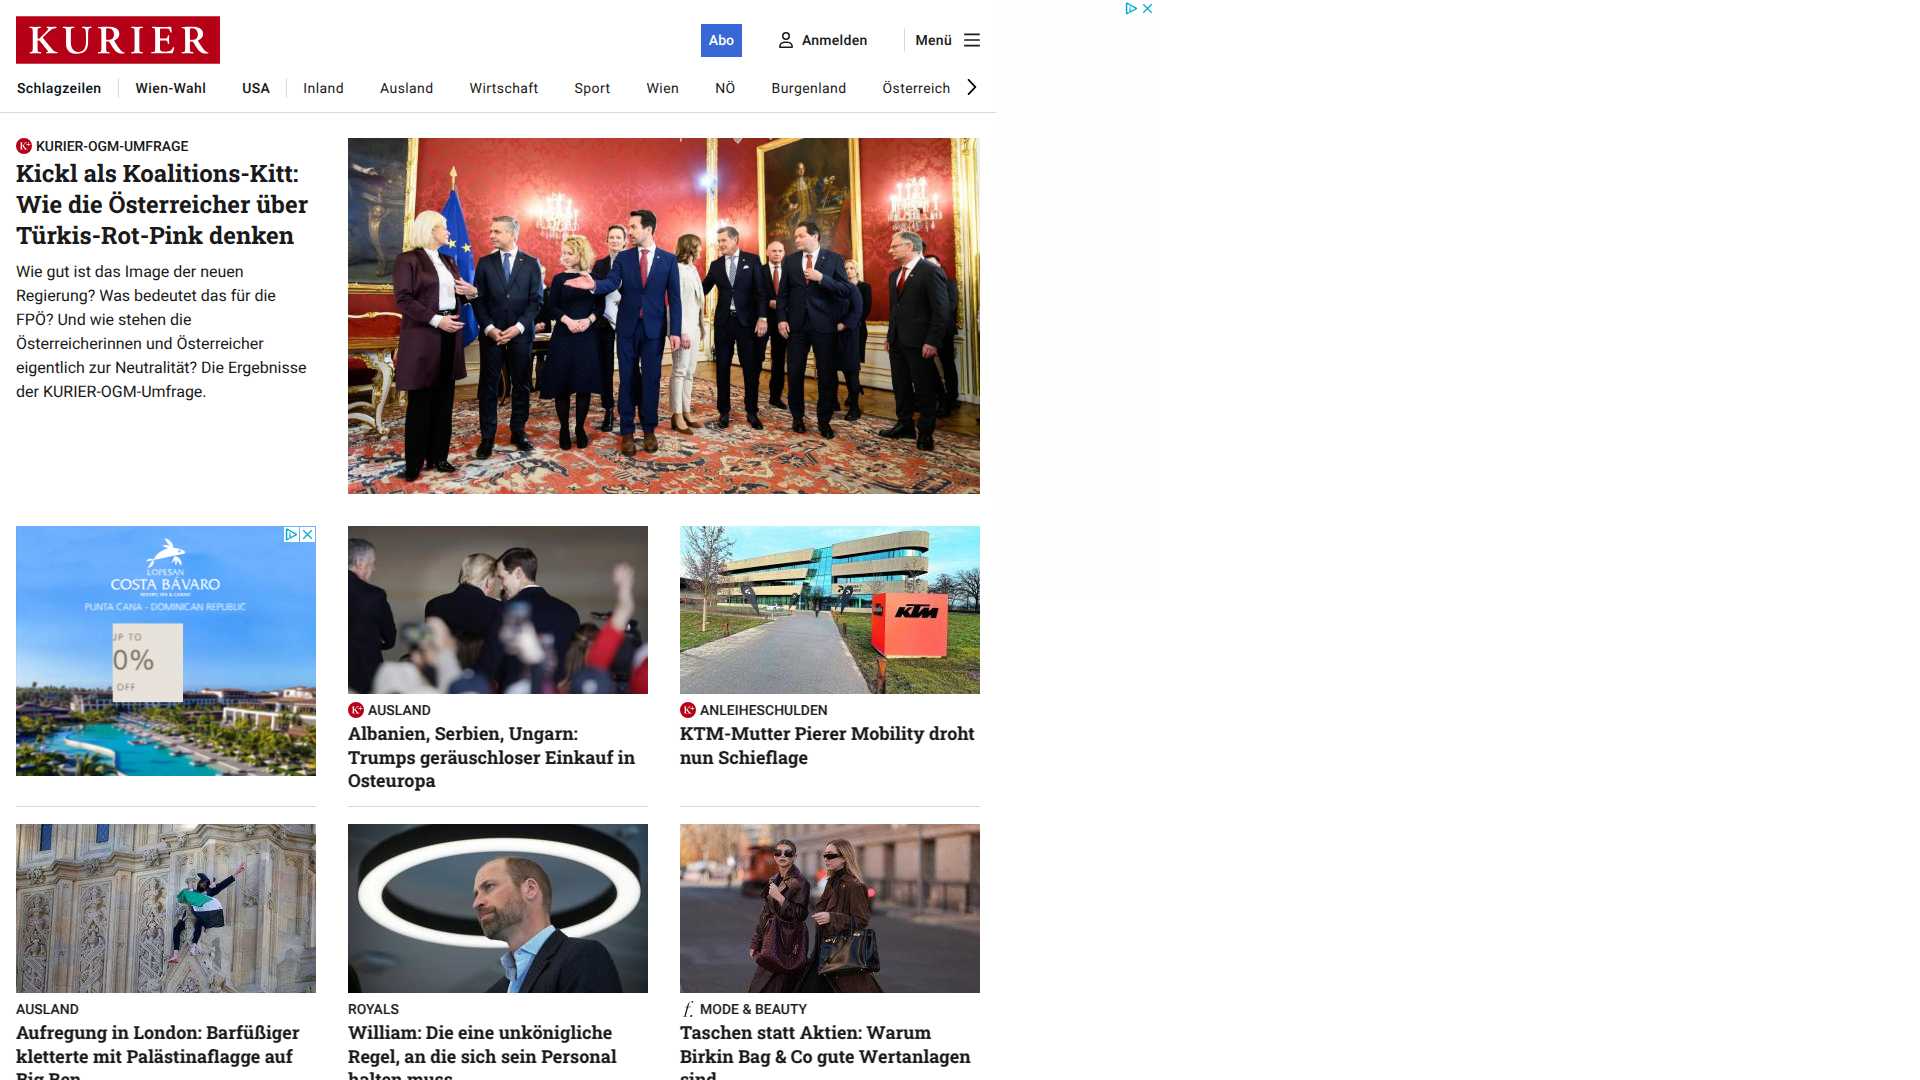 KURIER
Abo
Anmelden
Menü
Schlagzeilen
Wien-Wahl
USA
Inland
Ausland
Wirtschaft
Sport
Wien
NÖ
Burgenland
Österreich
KURIER-OGM-UMFRAGE
Kickl als Koalitions-Kitt:
Wie die Österreicher über
Türkis-Rot-Pink denken
Wie gut ist das Image der neuen
Regierung? Was bedeutet das für die
FPÖ? Und wie stehen die
Österreicherinnen und Österreicher
eigentlich zur Neutralität? Die Ergebnisse
der KURIER-OGM-Umfrage.
LOPESAN
COSTA BÁVARO
PUNTA CANA - DOMINICAN REPUBLIC
UP TO
0%
OFF
AUSLAND
Albanien, Serbien, Ungarn:
Trumps geräuschloser Einkauf in
Osteuropa
KTM
ANLEIHESCHULDEN
KTM-Mutter Pierer Mobility droht
nun Schieflage
AUSLAND
Aufregung in London: Barfüßiger
kletterte mit Palästinaflagge auf
Big Ben
ROYALS
William: Die eine unkönigliche
Regel, an die sich sein Personal
halten muss
MODE & BEAUTY
Taschen statt Aktien: Warum
Birkin Bag & Co gute Wertanlagen
sind